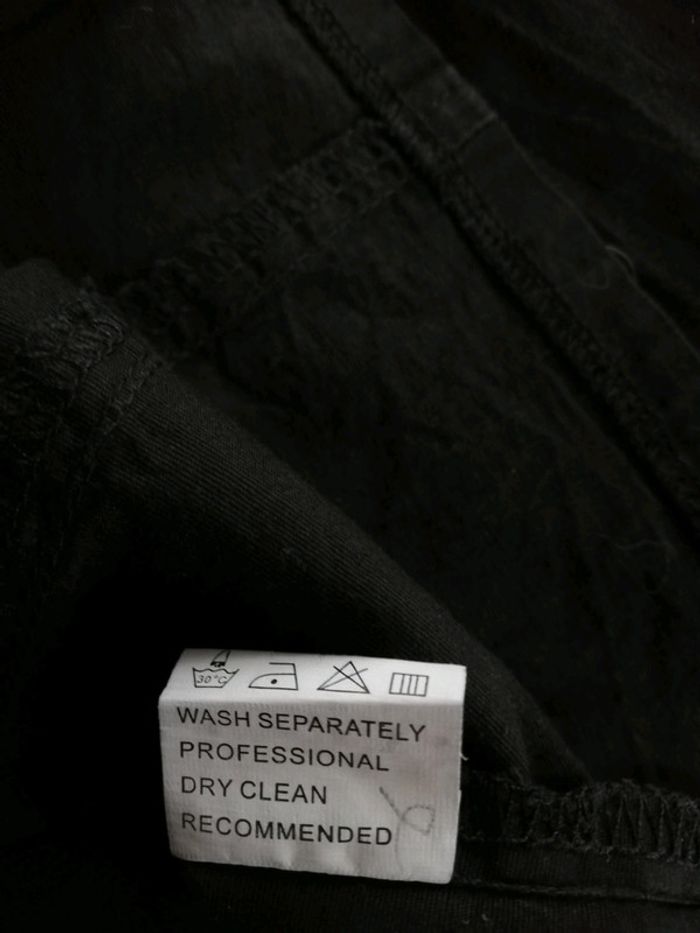 30°C
WASH SEPARATELY
PROFESSIONAL
DRY CLEAN
RECOMMENDED